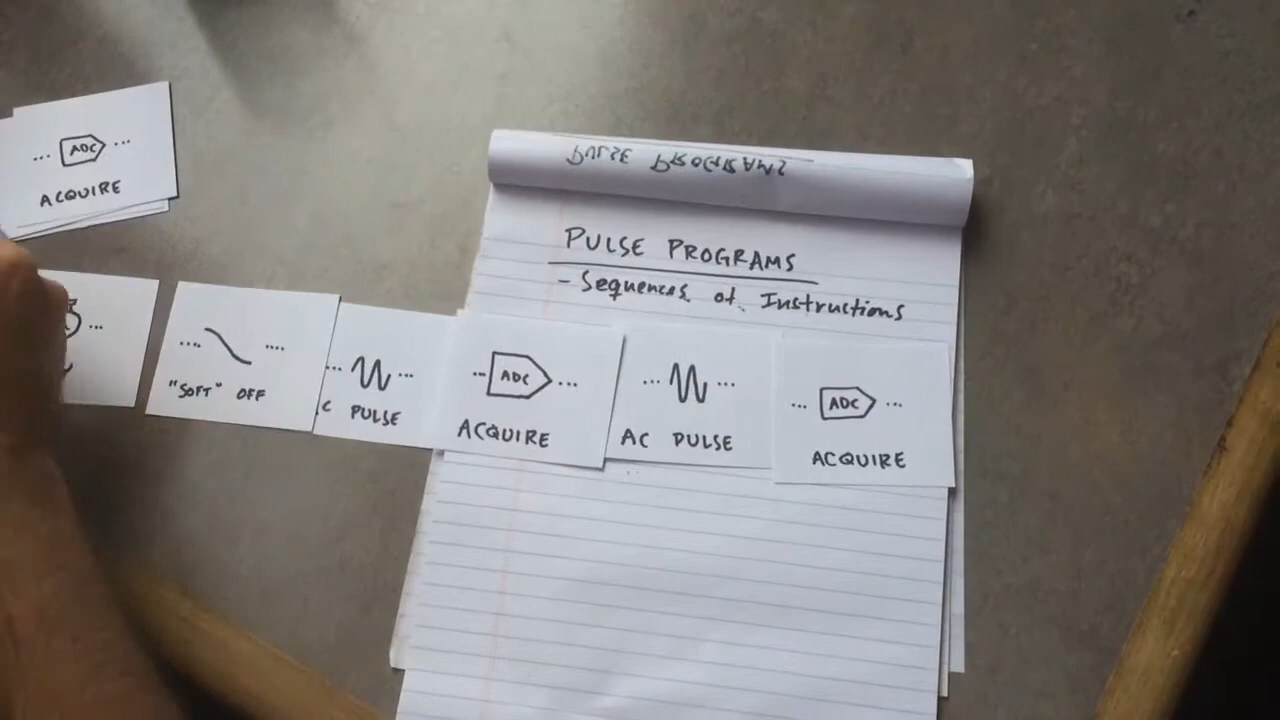 PULSE PROGRAMS
PULSE PROGRAMS
- Sequences of Instructions
... ADC ...
ACQUIRE
...
.... ....
"SOFT" OFF
... ...
C PULSE
... ADC ...
ACQUIRE
... ...
AC PULSE
... ADC ...
ACQUIRE